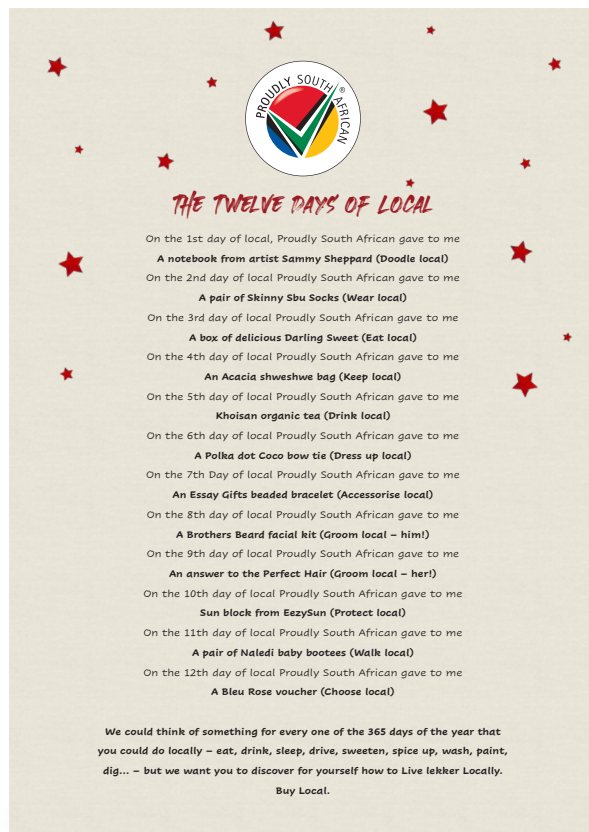 PROUDLY SOUTH AFRICAN ®
THE TWELVE DAYS OF LOCAL
On the 1st day of local, Proudly South African gave to me
A notebook from artist Sammy Sheppard (Doodle local)
On the 2nd day of local Proudly South African gave to me
A pair of Skinny Sbu Socks (Wear local)
On the 3rd day of local Proudly South African gave to me
A box of delicious Darling Sweet (Eat local)
On the 4th day of local Proudly South African gave to me
An Acacia shweshwe bag (Keep local)
On the 5th day of local Proudly South African gave to me
Khoisan organic tea (Drink local)
On the 6th day of local Proudly South African gave to me
A Polka dot Coco bow tie (Dress up local)
On the 7th Day of local Proudly South African gave to me
An Essay Gifts beaded bracelet (Accessorise local)
On the 8th day of local Proudly South African gave to me
A Brothers Beard facial kit (Groom local – him!)
On the 9th day of local Proudly South African gave to me
An answer to the Perfect Hair (Groom local – her!)
On the 10th day of local Proudly South African gave to me
Sun block from EezySun (Protect local)
On the 11th day of local Proudly South African gave to me
A pair of Naledi baby bootees (Walk local)
On the 12th day of local Proudly South African gave to me
A Bleu Rose voucher (Choose local)
We could think of something for every one of the 365 days of the year that
you could do locally – eat, drink, sleep, drive, sweeten, spice up, wash, paint,
dig... – but we want you to discover for yourself how to Live lekker Locally.
Buy Local.